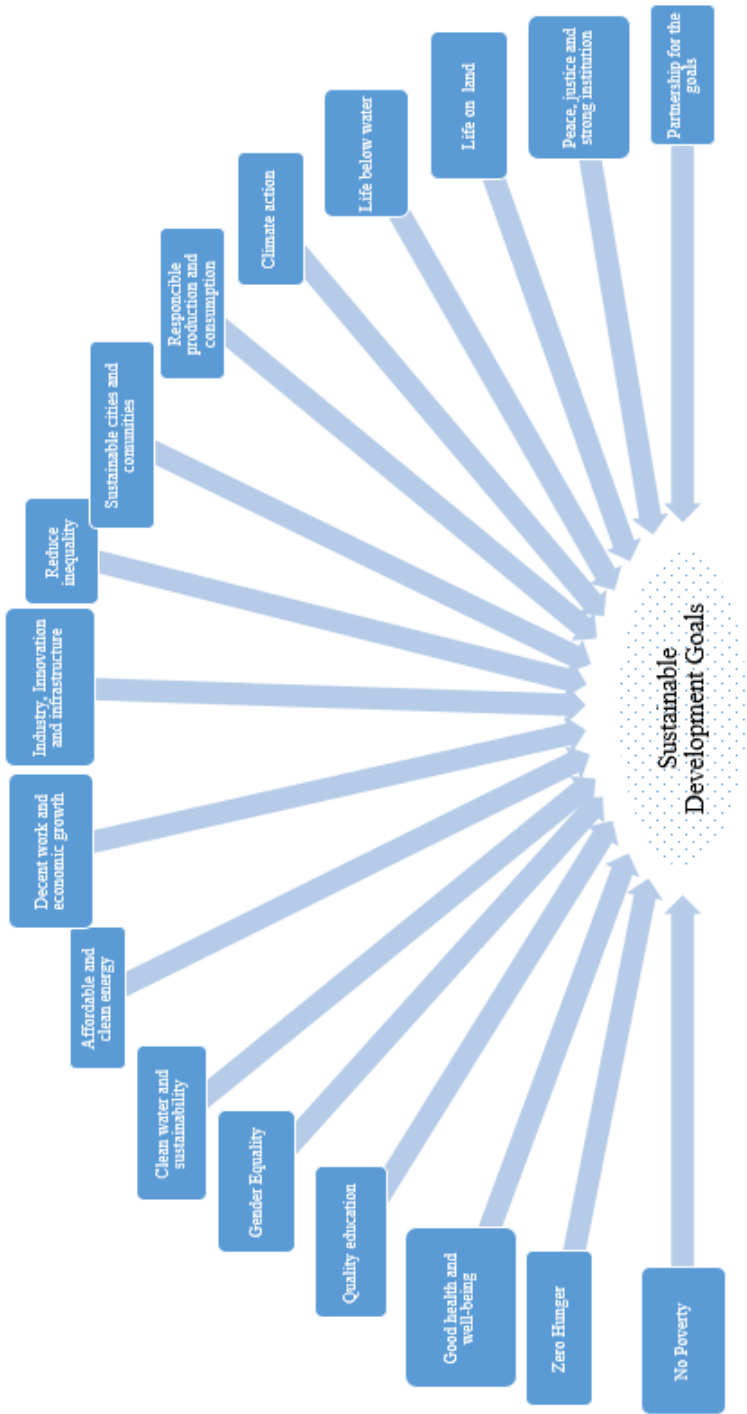 No Poverty
Zero Hunger
Good health and
well-being
Quality education
Gender Equality
Clean water and
sustainability
Affordable and
clean energy
Decent work and
economic growth
Industry, Innovation
and infrastructure
Reduce
inequality
Sustainable cities and
comunities
Responcible
production and
consumption
Climate action
Life below water
Life on land
Peace, justice and
strong institution
Partnership for the
goals
Sustainable
Development Goals